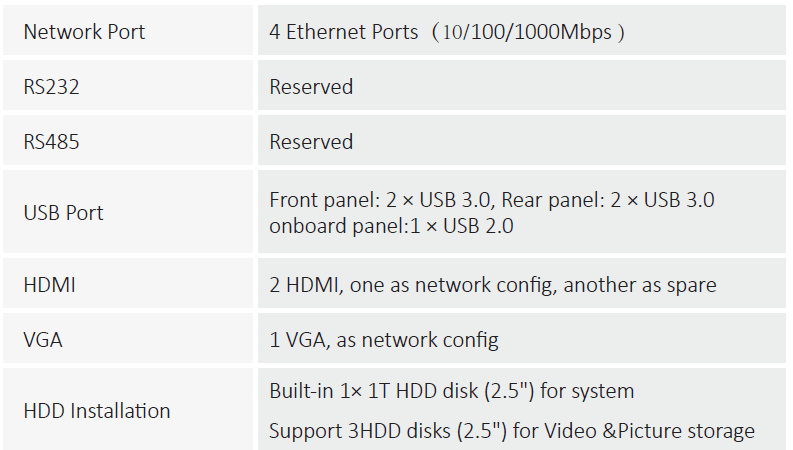 Network Port
4 Ethernet Ports（10/100/1000Mbps )
RS232
Reserved
RS485
Reserved
USB Port
Front panel: 2 × USB 3.0, Rear panel: 2 × USB 3.0
onboard panel:1 × USB 2.0
HDMI
2 HDMI, one as network config, another as spare
VGA
1 VGA, as network config
HDD Installation
Built-in 1× 1T HDD disk (2.5") for system
Support 3HDD disks (2.5") for Video &Picture storage